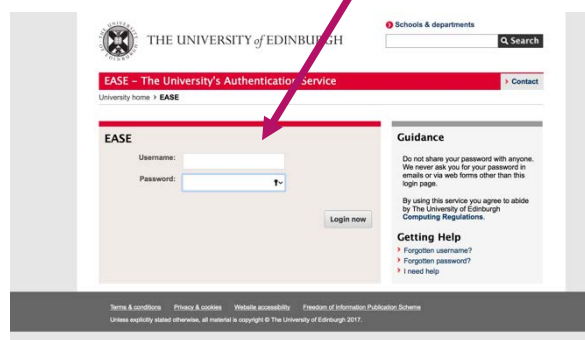 Schools & departments
THE UNIVERSITY of EDINBURGH
Search
EASE – The University's Authentication Service
Contact
University home > EASE
EASE
Username:
Password:
Login now
Guidance
Do not share your password with anyone.
We never ask you for your password in
emails or via web forms other than this
login page.
By using this service you agree to abide
by The University of Edinburgh
Computing Regulations.
Getting Help
Forgotten username?
Forgotten password?
I need help
Terms & conditions Privacy & cookies Website accessibility Freedom of Information Publication Scheme
Unless explicitly stated otherwise, all material is copyright © The University of Edinburgh 2017.